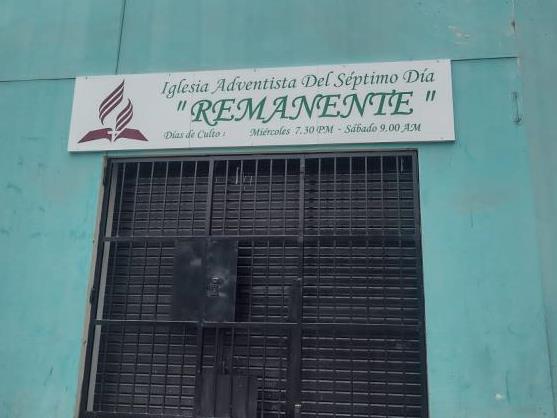 Iglesia Adventista Del Séptimo Día
"REMANENTE"
Días de Culto : Miércoles 7.30 PM - Sábado 9.00 AM